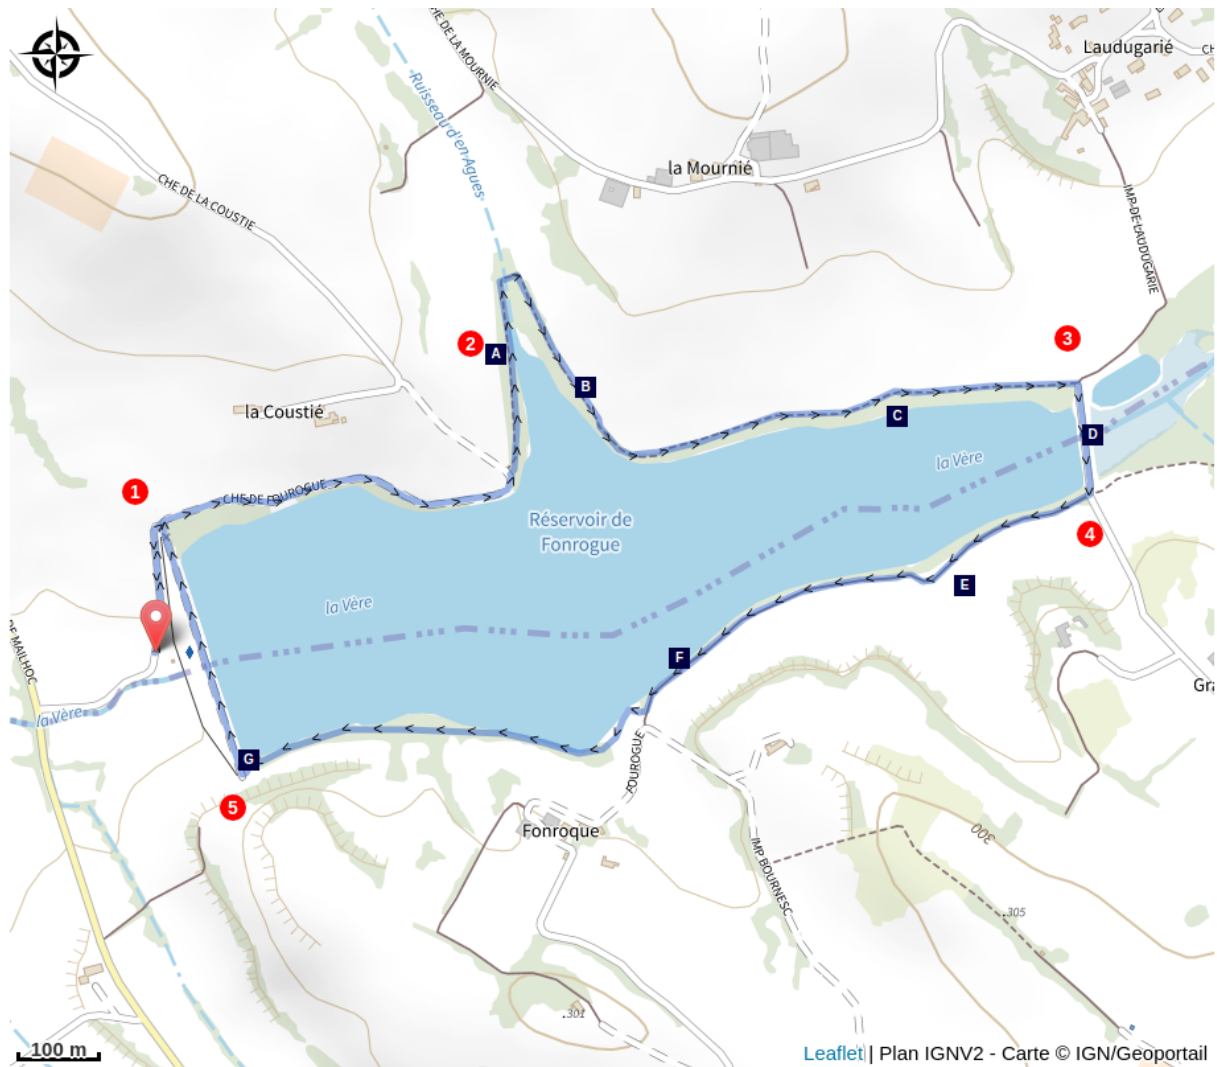 CHE DE LA MOURNIE
Laudugarié
Ruisseau d'en Agues
la Mournié
CHE DE LA COUSTIE
IMP DE LAUDUGARIE
3
2
A
B
la Coustié
C
D
la Vère
1
CHE DE FOUROGUE
Réservoir de
Fonrogue
4
E
la Vère
DE MAILHOC
F
Gra
la Vère
G
FOUROGUE
5
Fonroque
300
IMP BOURNESC
.305
.301
100 m
Leaflet | Plan IGNV2 - Carte © IGN/Geoportail